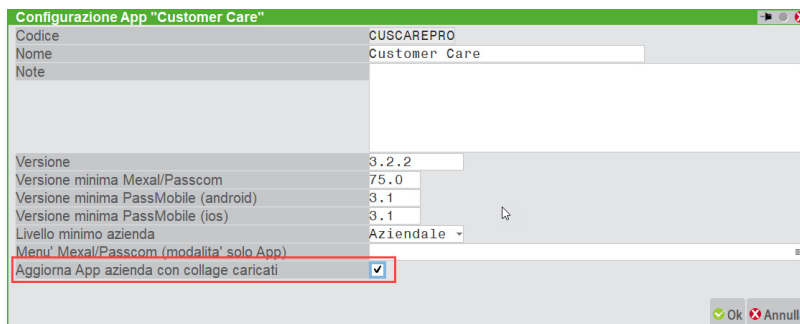 Configurazione App "Customer Care"
Codice CUSCAREPRO
Nome Customer Care
Note
Versione 3.2.2
Versione minima Mexal/Passcom 75.0
Versione minima PassMobile (android) 3.1
Versione minima PassMobile (ios) 3.1
Livello minimo azienda Aziendale
Menu' Mexal/Passcom (modalita' solo App)
Aggiorna App azienda con collage caricati
Ok Annull